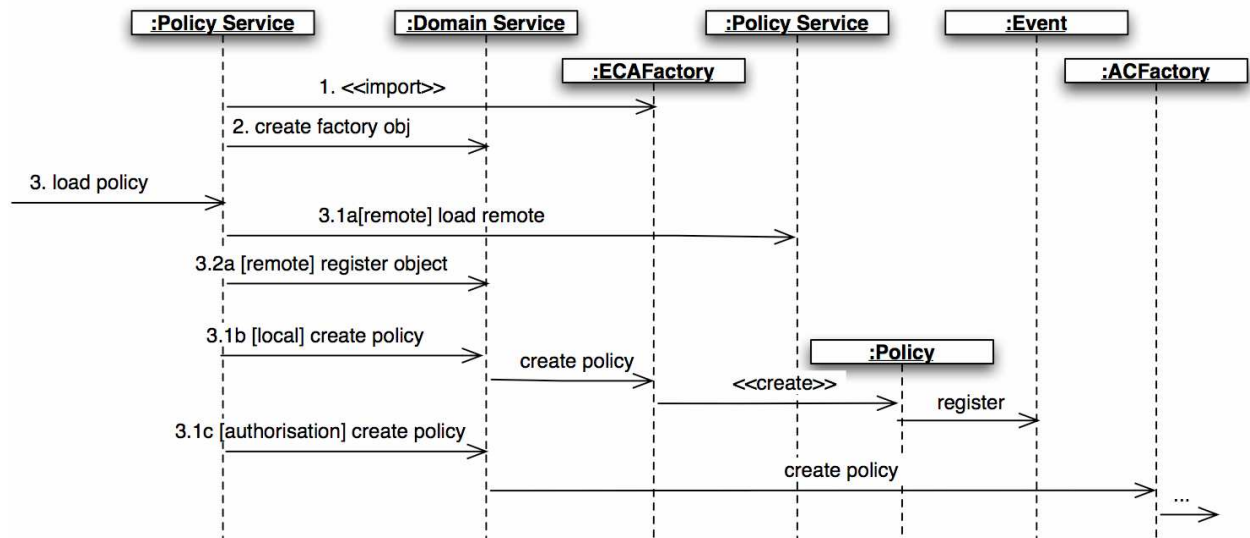 :Policy Service
:Domain Service
:Policy Service
:Event
:ECAFactory
:ACFactory
1. <<import>>
2. create factory obj
3. load policy
3.1a[remote] load remote
3.2a [remote] register object
3.1b [local] create policy
:Policy
create policy
<<create>>
register
3.1c [authorisation] create policy
create policy
...